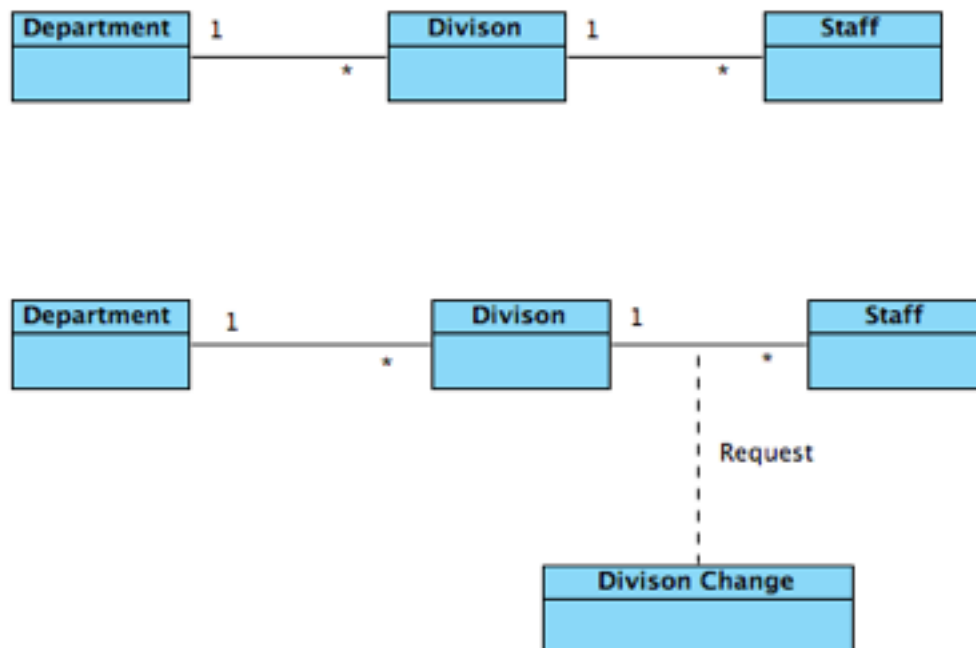 Department 1 * Divison 1 * Staff
Department 1 * Divison 1 * Staff
Request
Divison Change